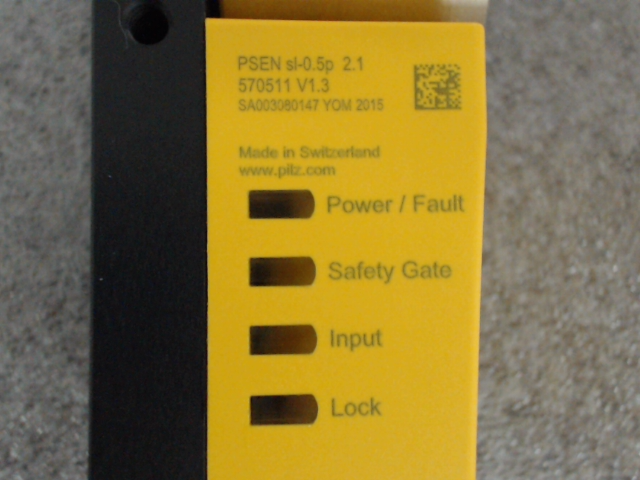 PSEN sl-0.5p 2.1
570511 V1.3
SA003080147 YOM 2015
Made in Switzerland
www.pilz.com
Power / Fault
Safety Gate
Input
Lock